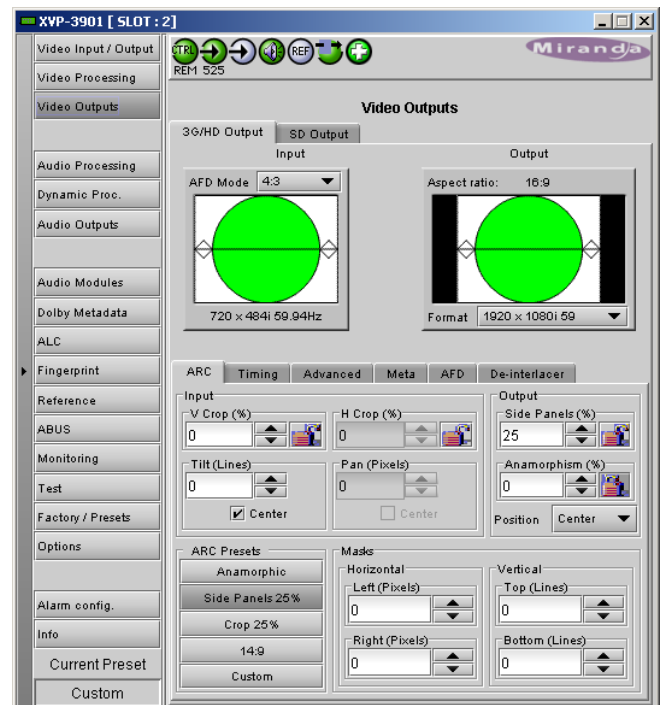 XVP-3901 [ SLOT : 2]
Video Input / Output
Video Processing
Video Outputs
Audio Processing
Dynamic Proc.
Audio Outputs
Audio Modules
Dolby Metadata
ALC
Fingerprint
Reference
ABUS
Monitoring
Test
Factory / Presets
Options
Alarm config.
Info
Current Preset
Custom
CTRL
REF
REM 525
Miranda
Video Outputs
3G/HD Output
SD Output
Input
AFD Mode 4:3
720 x 484i 59.94Hz
Output
Aspect ratio: 16:9
Format 1920 x 1080i 59
ARC
Timing
Advanced
Meta
AFD
De-interlacer
Input
V Crop (%)
0
H Crop (%)
0
Tilt (Lines)
0
Center
Pan (Pixels)
0
Center
Output
Side Panels (%)
25
Anamorphism (%)
0
Position Center
ARC Presets
Anamorphic
Side Panels 25%
Crop 25%
14:9
Custom
Masks
Horizontal
Left (Pixels)
0
Right (Pixels)
0
Vertical
Top (Lines)
0
Bottom (Lines)
0